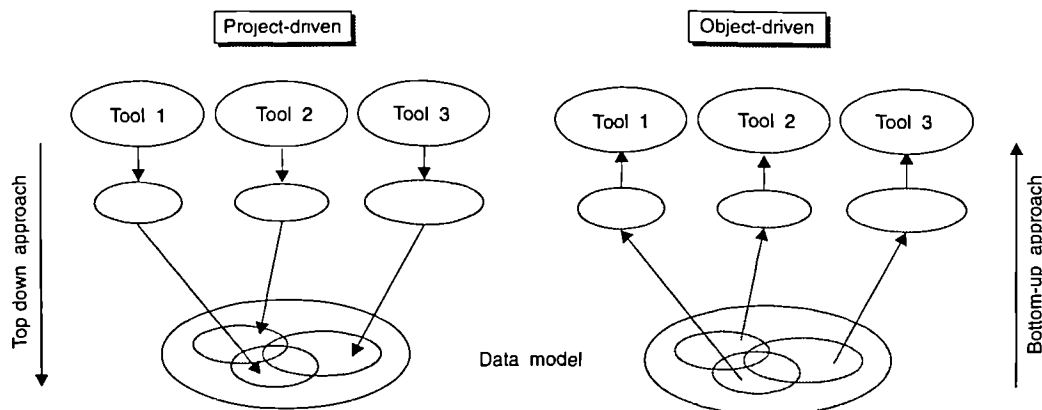 Project-driven
Object-driven
Tool 1
Tool 2
Tool 3
Tool 1
Tool 2
Tool 3
Top down approach
Bottom-up approach
Data model